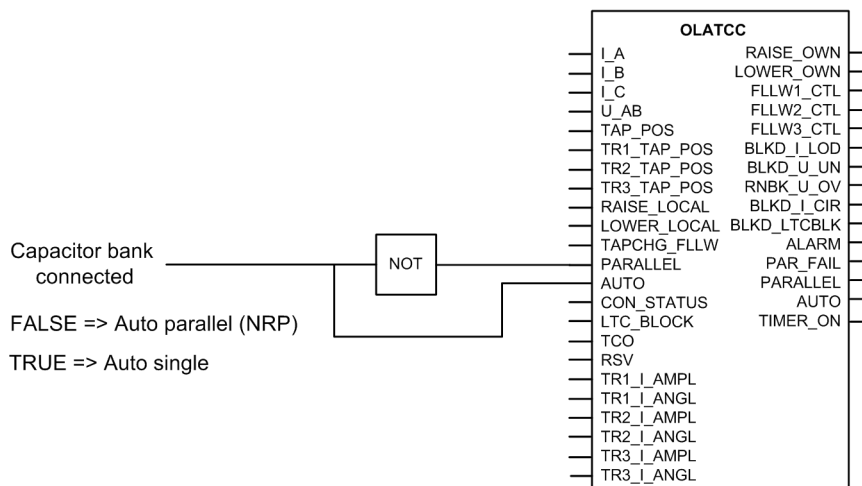 OLATCC
I_A
I_B
I_C
U_AB
TAP_POS
TR1_TAP_POS
TR2_TAP_POS
TR3_TAP_POS
RAISE_LOCAL
LOWER_LOCAL
TAPCHG_FLLW
PARALLEL
AUTO
CON_STATUS
LTC_BLOCK
TCO
RSV
TR1_I_AMPL
TR1_I_ANGL
TR2_I_AMPL
TR2_I_ANGL
TR3_I_AMPL
TR3_I_ANGL
RAISE_OWN
LOWER_OWN
FLLW1_CTL
FLLW2_CTL
FLLW3_CTL
BLKD_I_LOD
BLKD_U_UN
RNBK_U_OV
BLKD_I_CIR
BLKD_LTCBLK
ALARM
PAR_FAIL
PARALLEL
AUTO
TIMER_ON
Capacitor bank
connected
NOT
FALSE => Auto parallel (NRP)
TRUE => Auto single